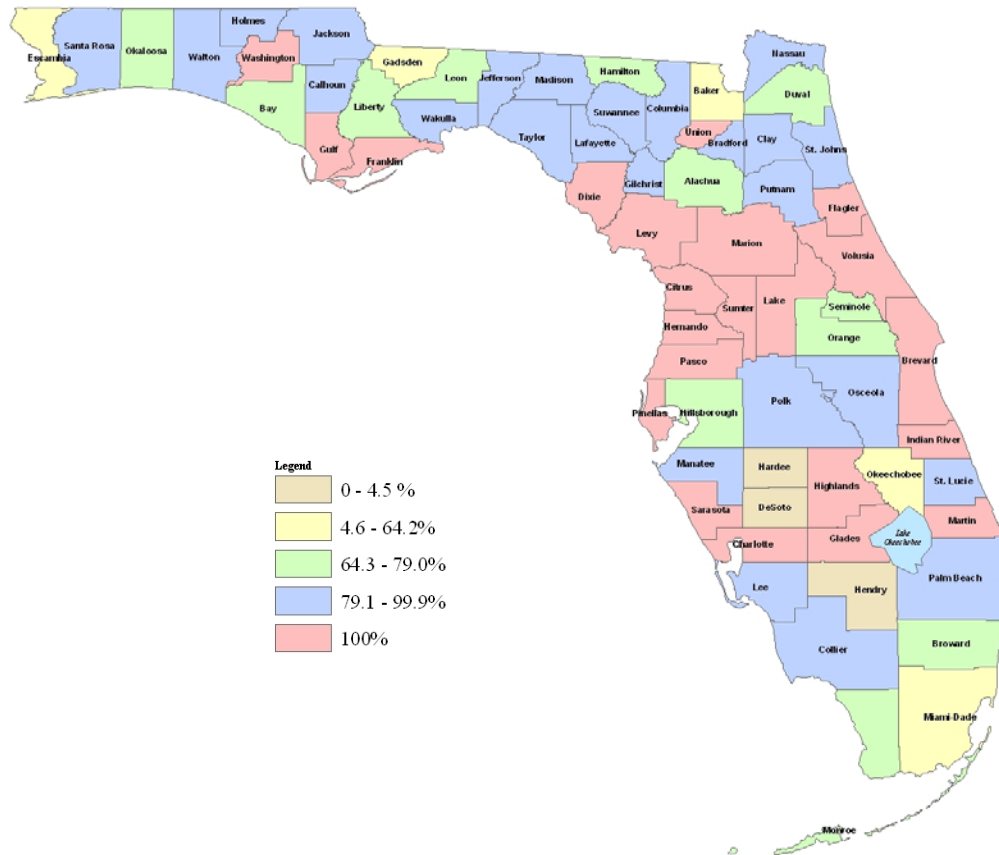 Holmes
Jackson
Santa Rosa
Okaloosa
Walton
Escambia
Washington
Nassau
Gadsden
Leon
Hamilton
Jefferson
Madison
Calhoun
Baker
Duval
Liberty
Bay
Columbia
Suwannee
Wakulla
Union
Taylor
Clay
Lafayette
Bradford
St. Johns
Gulf
Franklin
Gilchrist
Alachua
Putnam
Dixie
Flagler
Levy
Marion
Volusia
Citrus
Lake
Sumter
Seminole
Hernando
Orange
Pasco
Brevard
Osceola
Polk
Pinellas
Hillsborough
Indian River
Manatee
Hardee
Okeechobee
St. Lucie
Highlands
DeSoto
Sarasota
Martin
Glades
Lake
Okeechobee
Charlotte
Palm Beach
Lee
Hendry
Broward
Collier
Miami-Dade
Monroe
Legend
0 - 4.5 %
4.6 - 64.2%
64.3 - 79.0%
79.1 - 99.9%
100%